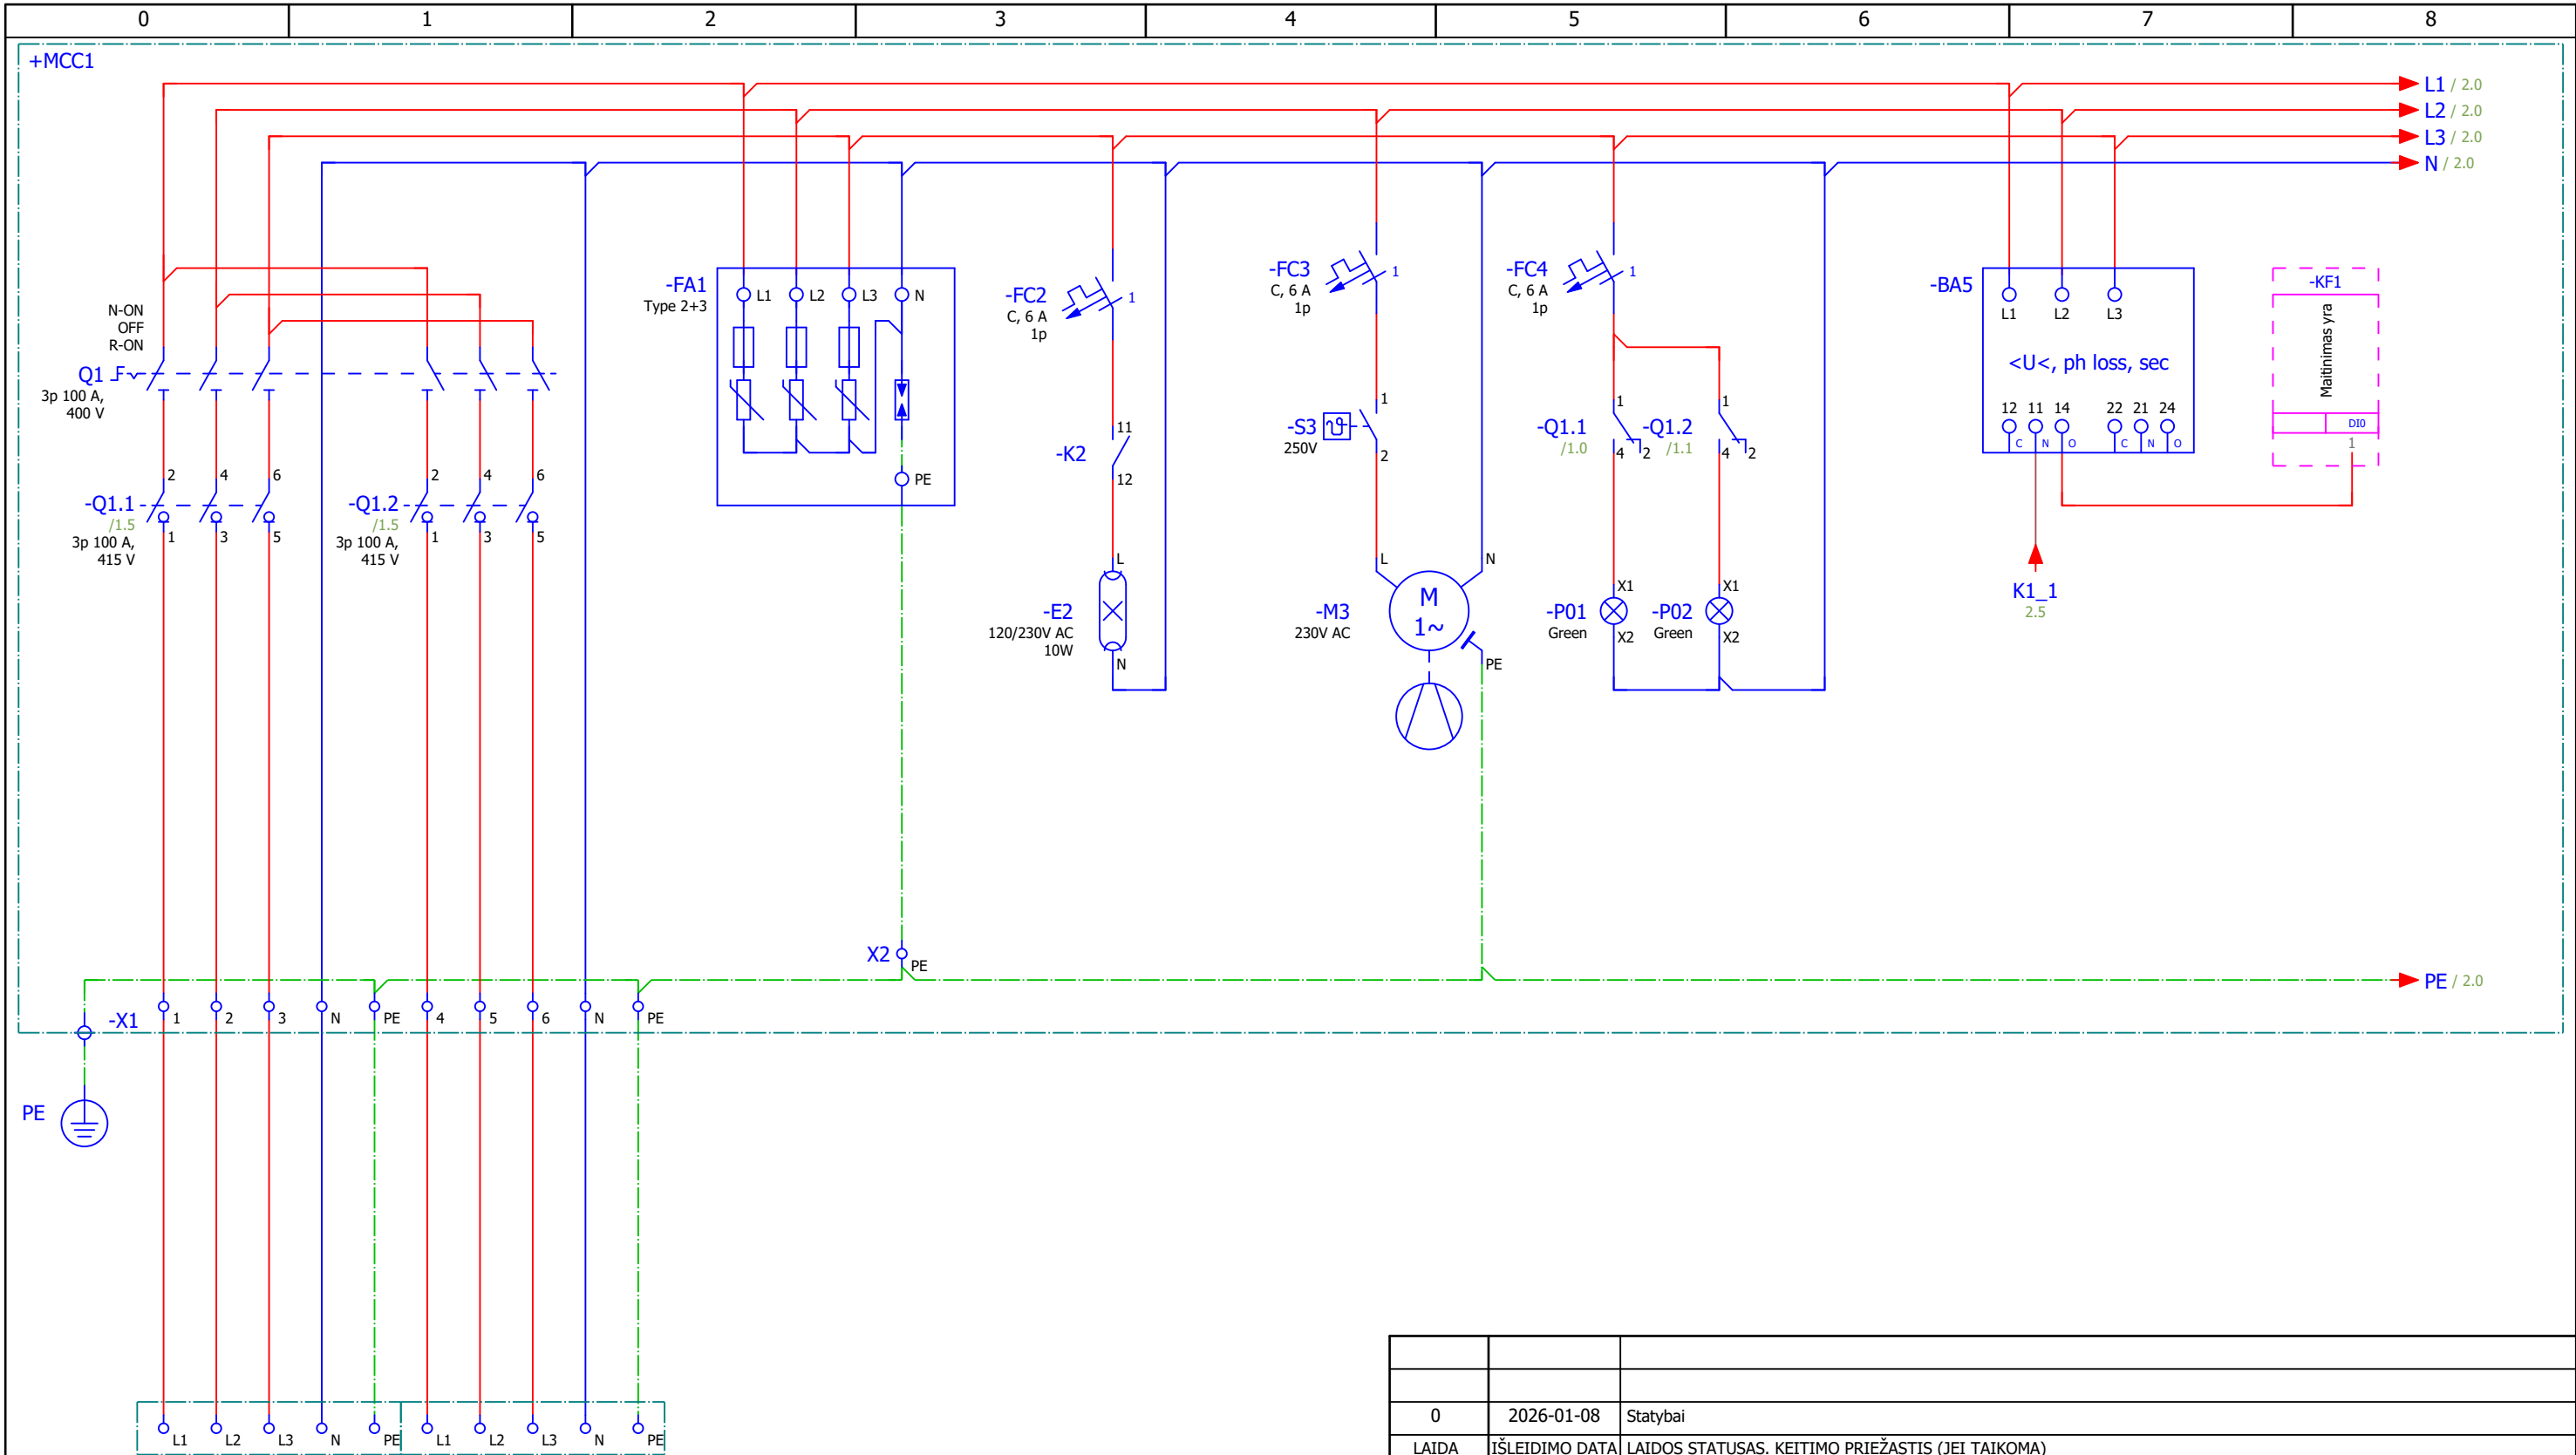 0 1 2 3 4 5 6 7 8
+MCC1
L1 / 2.0
L2 / 2.0
L3 / 2.0
N / 2.0
N-ON
OFF
R-ON
Q1
3p 100 A,
400 V
2 4 6 2 4 6
-Q1.1
/1.5
3p 100 A,
415 V
1 3 5
-Q1.2
/1.5
3p 100 A,
415 V
1 3 5
-FA1
Type 2+3
L1 L2 L3 N
PE
-FC2
C, 6 A
1p
1
-K2
11
12
-E2
120/230V AC
10W
L
N
-FC3
C, 6 A
1p
1
-S3
250V
1
2
-M3
230V AC
L
N
M
1~
PE
-FC4
C, 6 A
1p
1
-Q1.1
/1.0
1
4 2
-Q1.2
/1.1
1
4 2
-P01
Green
X1
X2
-P02
Green
X1
X2
-BA5
L1 L2 L3
<U<, ph loss, sec
12 11 14 22 21 24
C N O C N O
K1_1
2.5
-KF1
Maitinimas yra
DI0
1
X2
PE
PE / 2.0
-X1
1 2 3 N PE 4 5 6 N PE
PE
L1 L2 L3 N PE L1 L2 L3 N PE
0 2026-01-08 Statybai
LAIDA IŠLEIDIMO DATA LAIDOS STATUSAS. KEITIMO PRIEŽASTIS (JEI TAIKOMA)